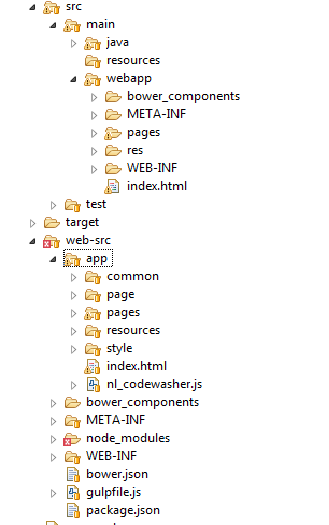 src
main
java
resources
webapp
bower_components
META-INF
pages
res
WEB-INF
index.html
test
target
web-src
app
common
page
pages
resources
style
index.html
nl_codewasher.js
bower_components
META-INF
node_modules
WEB-INF
bower.json
gulpfile.js
package.json